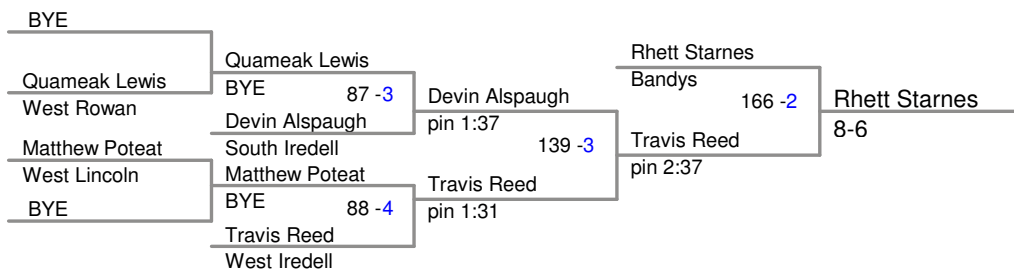 BYE
Quameak Lewis
West Rowan
Matthew Poteat
West Lincoln
BYE
Quameak Lewis
BYE
87 -3
Devin Alspaugh
South Iredell
Matthew Poteat
BYE
88 -4
Travis Reed
West Iredell
Devin Alspaugh
pin 1:37
139 -3
Travis Reed
pin 1:31
Rhett Starnes
Bandys
166 -2
Travis Reed
pin 2:37
Rhett Starnes
8-6